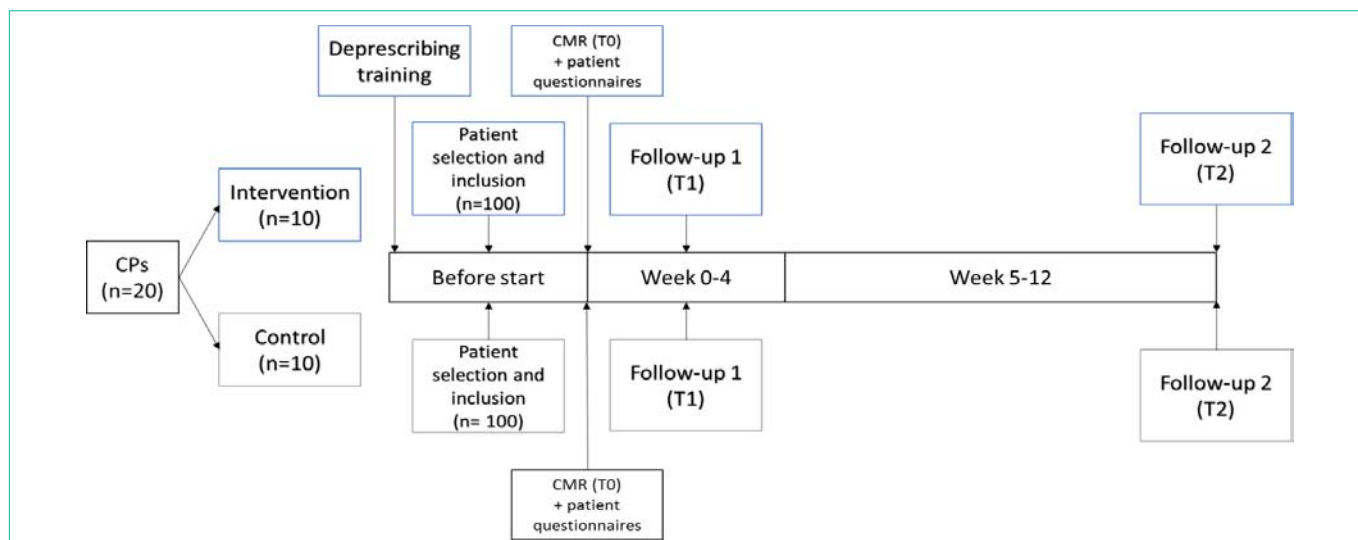 Deprescribing
training
CMR (T0)
+ patient
questionnaires
Patient
selection and
inclusion
(n=100)
Follow-up 1
(T1)
Follow-up 2
(T2)
Intervention
(n=10)
CPs
(n=20)
Before start
Week 0-4
Week 5-12
Control
(n=10)
Patient
selection and
inclusion
(n= 100)
Follow-up 1
(T1)
Follow-up 2
(T2)
CMR (T0)
+ patient
questionnaires